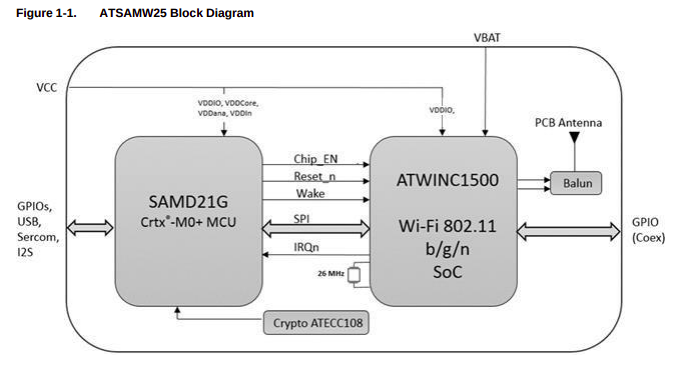 Figure 1-1. ATSAMW25 Block Diagram
VBAT
VCC
VDDIO, VDDCore,
VDDana, VDDIn
VDDIO,
PCB Antenna
Chip_EN
Reset_n
Wake
SPI
IRQn
26 MHz
SAMD21G
Crtx®-M0+ MCU
ATWINC1500
Wi-Fi 802.11
b/g/n
SoC
Balun
GPIOs,
USB,
Sercom,
I2S
GPIO
(Coex)
Crypto ATECC108